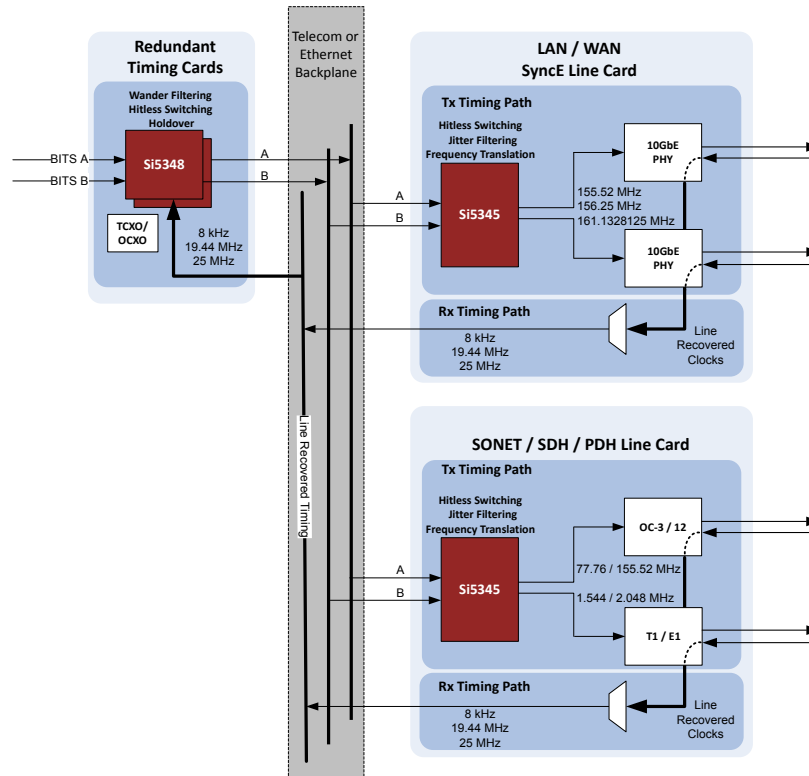 Redundant
Timing Cards
Wander Filtering
Hitless Switching
Holdover
BITS A
BITS B
Si5348
A
B
TCXO/
OCXO
8 kHz
19.44 MHz
25 MHz
Telecom or
Ethernet
Backplane
Line Recovered Timing
LAN / WAN
SyncE Line Card
Tx Timing Path
Hitless Switching
Jitter Filtering
Frequency Translation
A
B
Si5345
155.52 MHz
156.25 MHz
161.1328125 MHz
10GbE
PHY
10GbE
PHY
Rx Timing Path
8 kHz
19.44 MHz
25 MHz
Line
Recovered
Clocks
SONET / SDH / PDH Line Card
Tx Timing Path
Hitless Switching
Jitter Filtering
Frequency Translation
A
B
Si5345
77.76 / 155.52 MHz
1.544 / 2.048 MHz
OC-3 / 12
T1 / E1
Rx Timing Path
8 kHz
19.44 MHz
25 MHz
Line
Recovered
Clocks